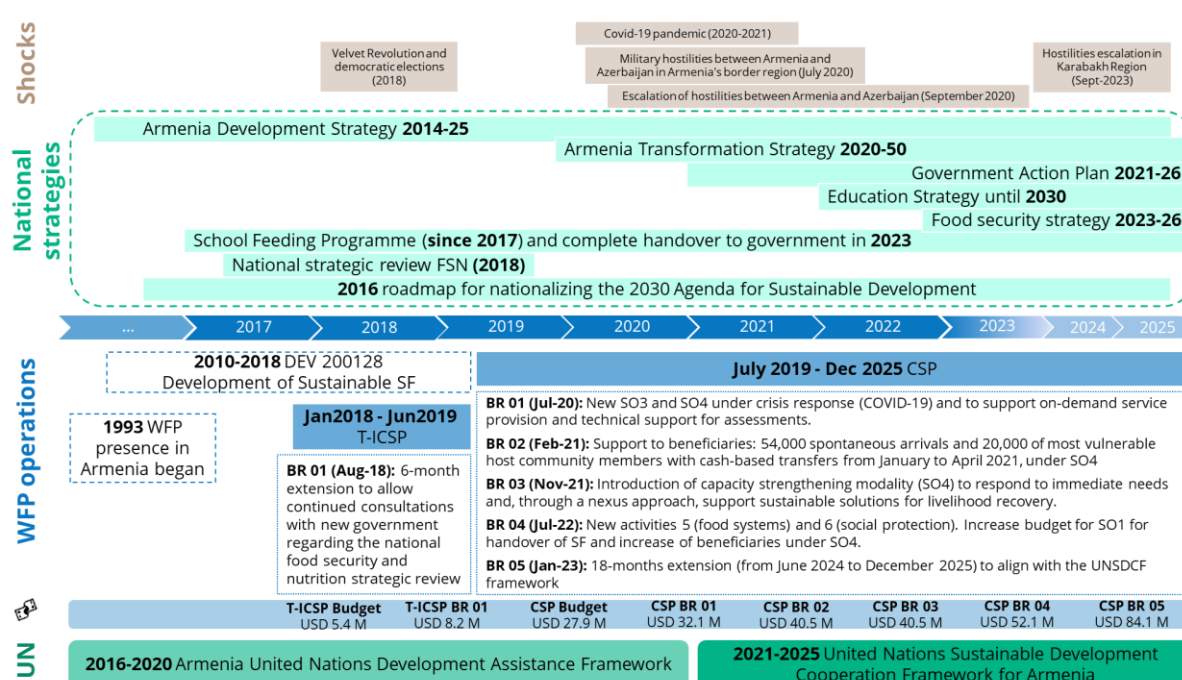 Shocks
Velvet Revolution and
democratic elections
(2018)
Covid-19 pandemic (2020-2021)
Military hostilities between Armenia and
Azerbaijan in Armenia's border region (July 2020)
Escalation of hostilities between Armenia and Azerbaijan (September 2020)
Hostilities escalation in
Karabakh Region
(Sept-2023)
National
strategies
Armenia Development Strategy 2014-25
Armenia Transformation Strategy 2020-50
Government Action Plan 2021-26
Education Strategy until 2030
Food security strategy 2023-26
School Feeding Programme (since 2017) and complete handover to government in 2023
National strategic review FSN (2018)
2016 roadmap for nationalizing the 2030 Agenda for Sustainable Development
... 2017 2018 2019 2020 2021 2022 2023 2024 2025
WFP operations
2010-2018 DEV 200128
Development of Sustainable SF
1993 WFP
presence in
Armenia began
Jan2018 - Jun2019
T-ICSP
BR 01 (Aug-18): 6-month
extension to allow
continued consultations
with new government
regarding the national
food security and
nutrition strategic review
July 2019 - Dec 2025 CSP
BR 01 (Jul-20): New SO3 and SO4 under crisis response (COVID-19) and to support on-demand service
provision and technical support for assessments.
BR 02 (Feb-21): Support to beneficiaries: 54,000 spontaneous arrivals and 20,000 of most vulnerable
host community members with cash-based transfers from January to April 2021, under SO4
BR 03 (Nov-21): Introduction of capacity strengthening modality (SO4) to respond to immediate needs
and, through a nexus approach, support sustainable solutions for livelihood recovery.
BR 04 (Jul-22): New activities 5 (food systems) and 6 (social protection). Increase budget for SO1 for
handover of SF and increase of beneficiaries under SO4.
BR 05 (Jan-23): 18-months extension (from June 2024 to December 2025) to align with the UNSDCF
framework
T-ICSP Budget T-ICSP BR 01 CSP Budget CSP BR 01 CSP BR 02 CSP BR 03 CSP BR 04 CSP BR 05
USD 5.4 M USD 8.2 M USD 27.9 M USD 32.1 M USD 40.5 M USD 40.5 M USD 52.1 M USD 84.1 M
UN
2016-2020 Armenia United Nations Development Assistance Framework
2021-2025 United Nations Sustainable Development
Cooperation Framework for Armenia